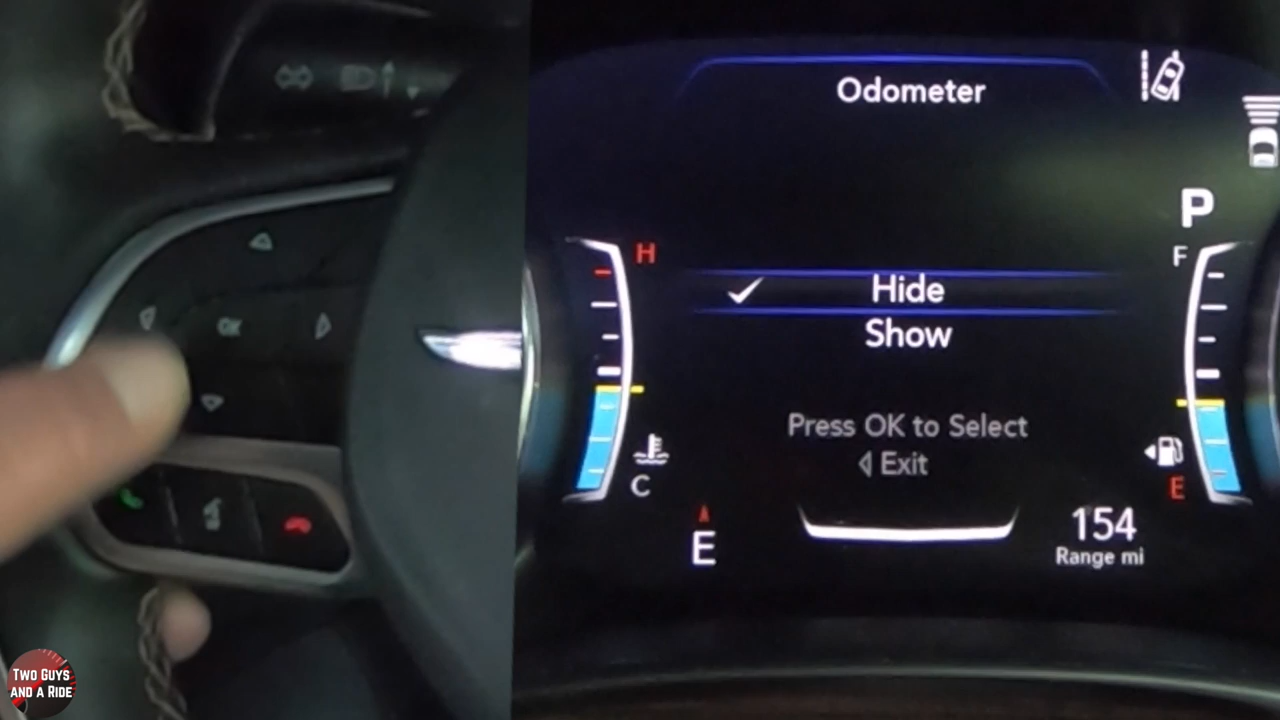 OK
Odometer
P
H
F
Hide
Show
Press OK to Select
Exit
C
E
E
154
Range mi
TWO GUYS
AND A RIDE